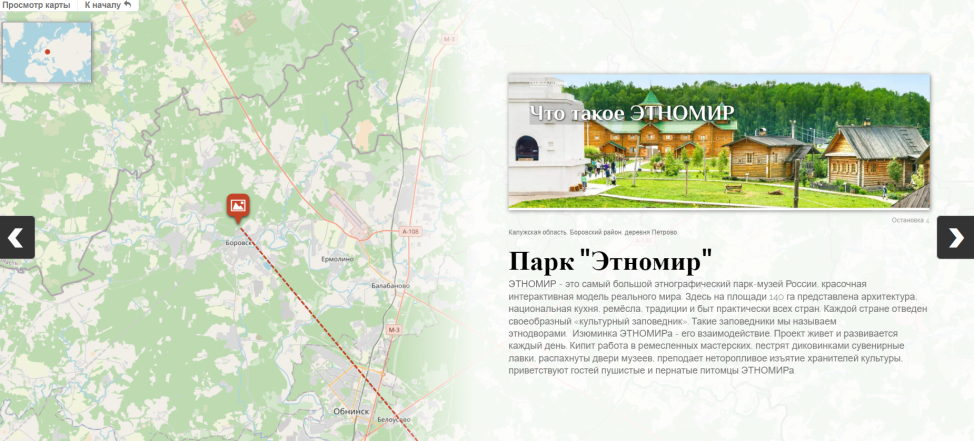 Просмотр карты К началу
М-3
А-108
Боровск
Ермолино
Балабаново
М-3
Обнинск
Белоусово
Что такое ЭТНОМИР
Остановка 4
Калужская область, Боровский район, деревня Петрово
Парк "Этномир"
ЭТНОМИР - это самый большой этнографический парк-музей России, красочная
интерактивная модель реального мира. Здесь на площади 140 га представлена архитектура,
национальная кухня, ремёсла, традиции и быт практически всех стран. Каждой стране отведен
своеобразный «культурный заповедник». Такие заповедники мы называем
этнодворами. Изюминка ЭТНОМИРа - его взаимодействие. Проект живет и развивается
каждый день. Кипит работа в ремесленных мастерских, пестрят диковинками сувенирные
лавки, распахнуты двери музеев, преподает неторопливое изъятие хранителей культуры,
приветствуют гостей пушистые и пернатые питомцы ЭТНОМИРа.